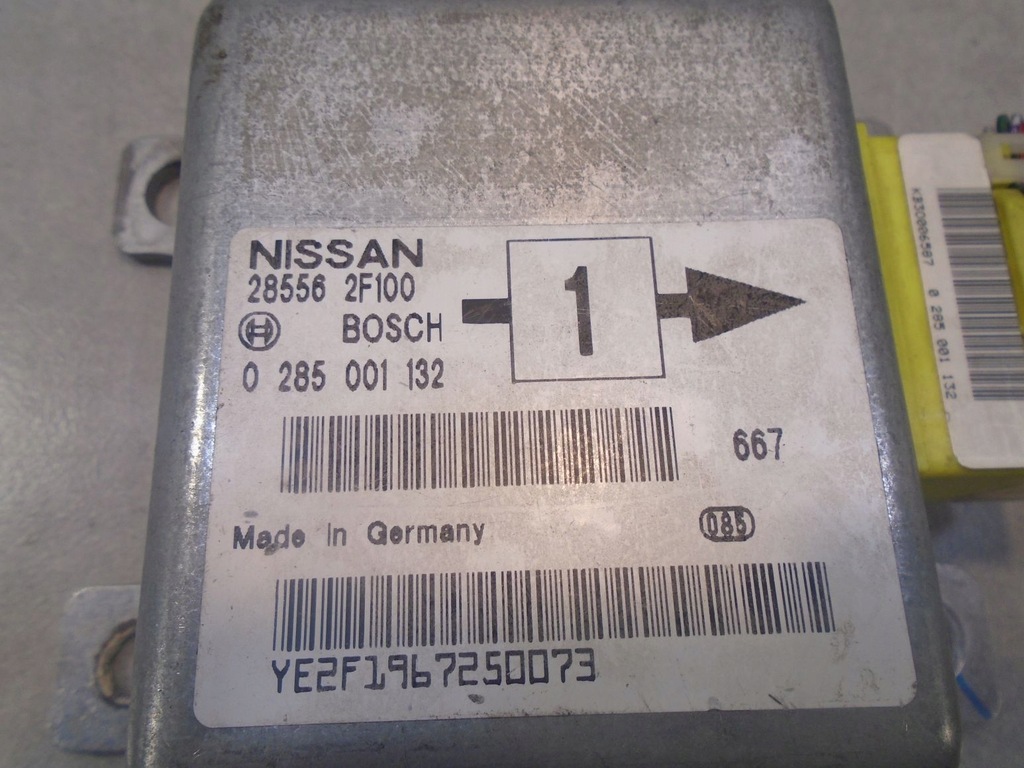 NISSAN
28556 2F100
BOSCH
0 285 001 132
1
667
Made in Germany
085
YE2F1967250073
0 285 001 132